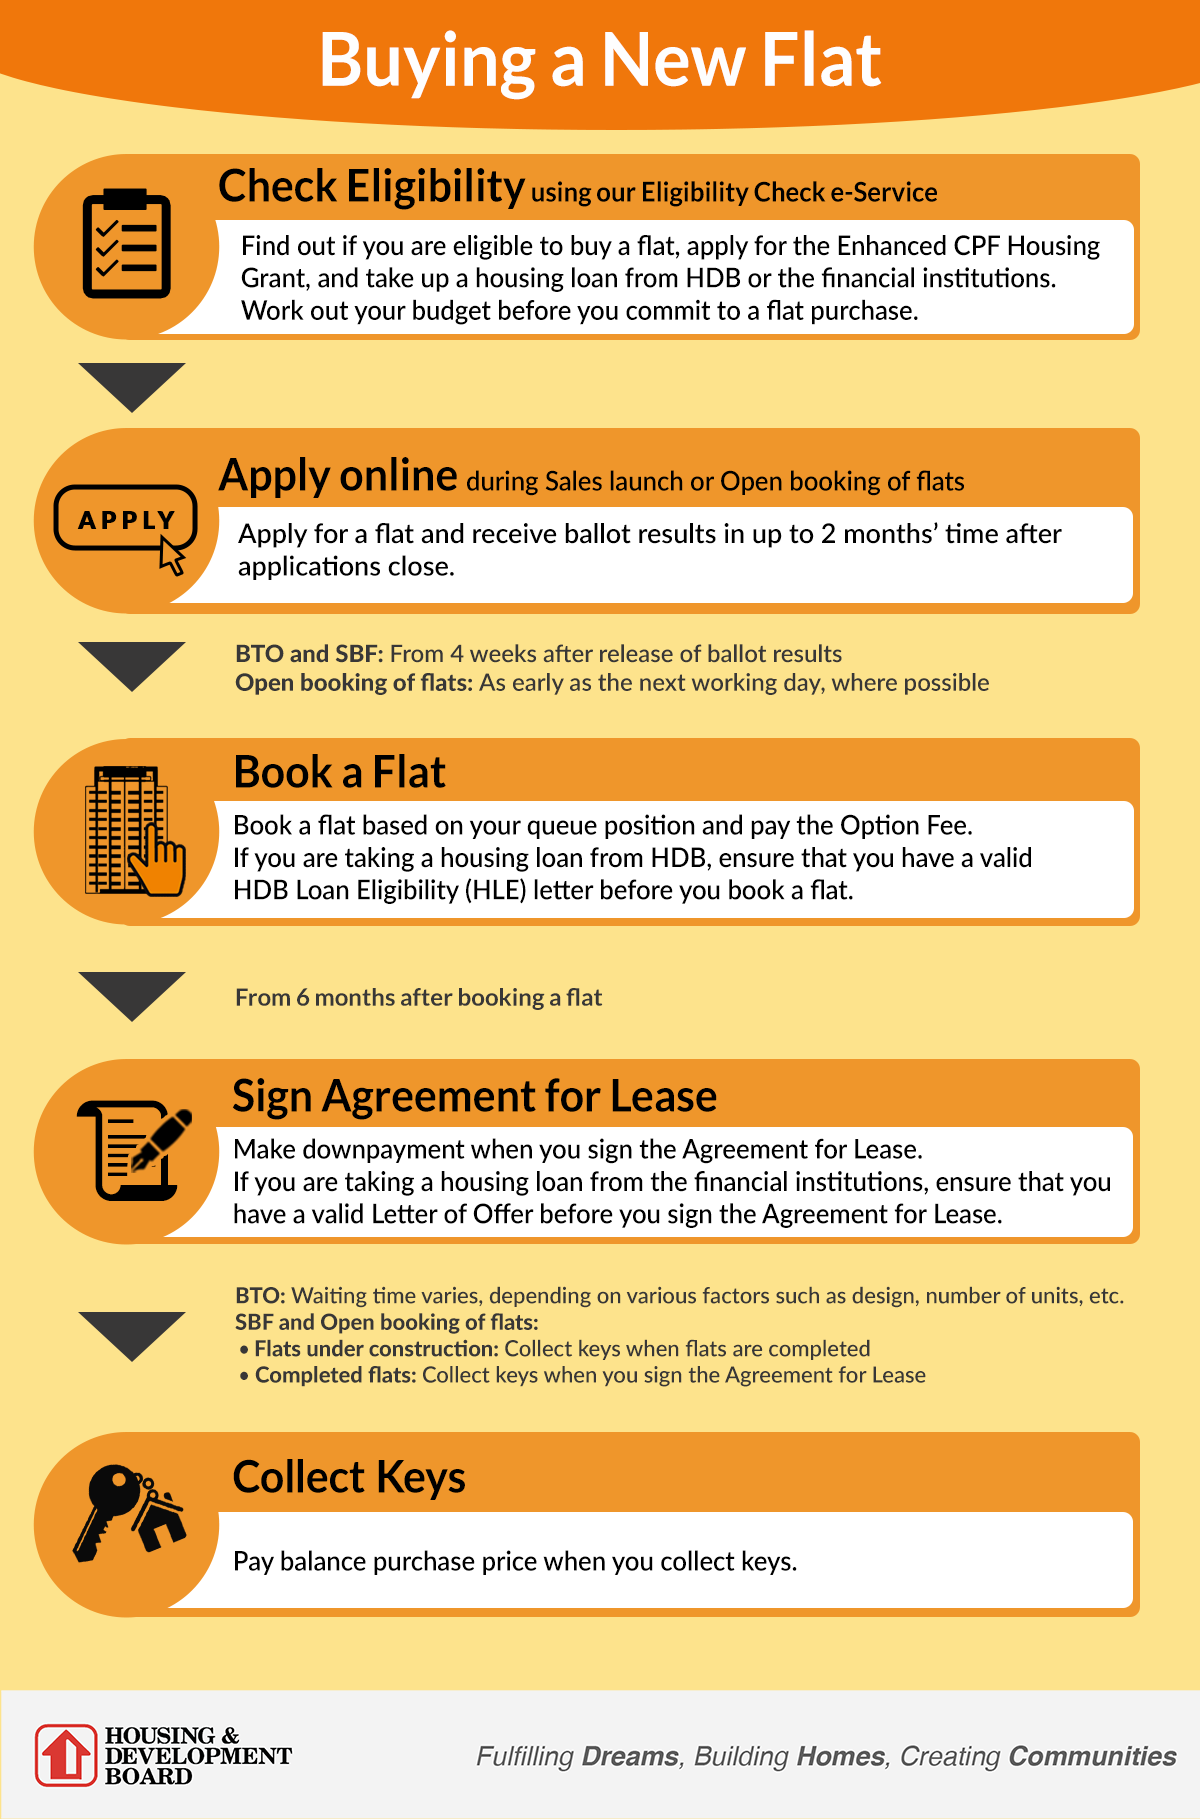 Buying a New Flat
Check Eligibility using our Eligibility Check e-Service
Find out if you are eligible to buy a flat, apply for the Enhanced CPF Housing
Grant, and take up a housing loan from HDB or the financial institutions.
Work out your budget before you commit to a flat purchase.
APPLY
Apply online during Sales launch or Open booking of flats
Apply for a flat and receive ballot results in up to 2 months’ time after
applications close.
BTO and SBF: From 4 weeks after release of ballot results
Open booking of flats: As early as the next working day, where possible
Book a Flat
Book a flat based on your queue position and pay the Option Fee.
If you are taking a housing loan from HDB, ensure that you have a valid
HDB Loan Eligibility (HLE) letter before you book a flat.
From 6 months after booking a flat
Sign Agreement for Lease
Make downpayment when you sign the Agreement for Lease.
If you are taking a housing loan from the financial institutions, ensure that you
have a valid Letter of Offer before you sign the Agreement for Lease.
BTO: Waiting time varies, depending on various factors such as design, number of units, etc.
SBF and Open booking of flats:
• Flats under construction: Collect keys when flats are completed
• Completed flats: Collect keys when you sign the Agreement for Lease
Collect Keys
Pay balance purchase price when you collect keys.
HOUSING &
DEVELOPMENT
BOARD
Fulfilling Dreams, Building Homes, Creating Communities